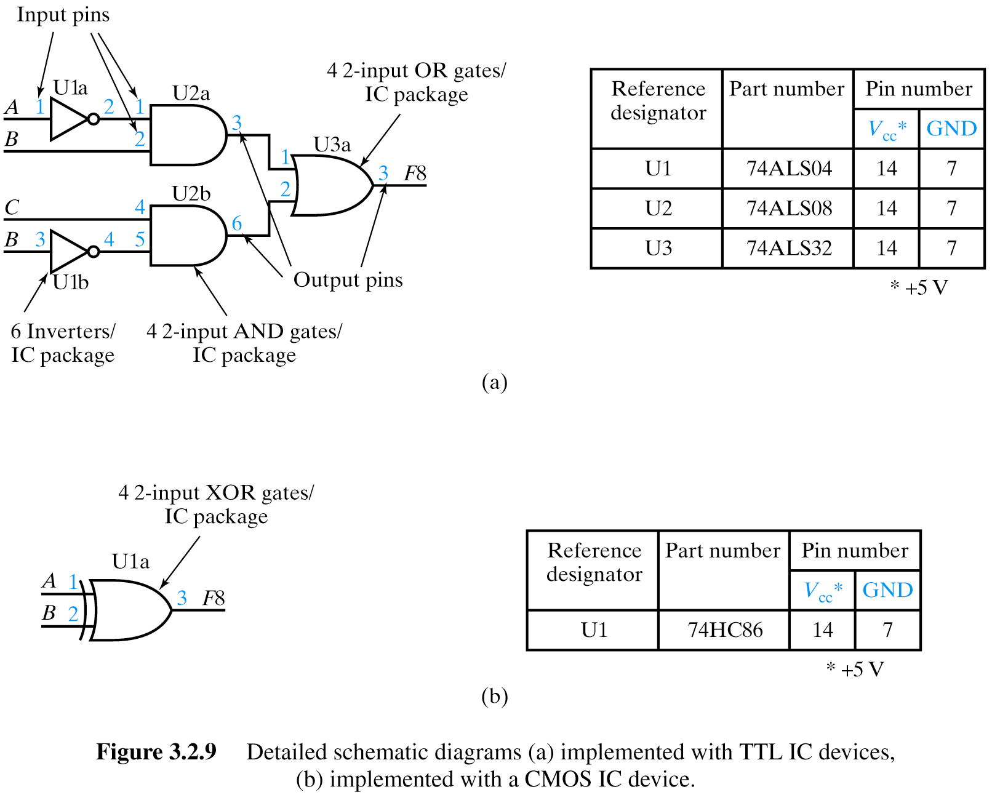 Input pins
U1a
A 1 2 1
B 2
U2a
3
4 2-input OR gates/
IC package
U3a
1
2
3 F8
U2b
C 4
B 3 4 5
6
U1b
Output pins
6 Inverters/
IC package
4 2-input AND gates/
IC package
Reference
designator
Part number
Pin number
Vcc* GND
U1 74ALS04 14 7
U2 74ALS08 14 7
U3 74ALS32 14 7
* +5 V
(a)
4 2-input XOR gates/
IC package
U1a
A 1
B 2
3 F8
Reference
designator
Part number
Pin number
Vcc* GND
U1 74HC86 14 7
* +5 V
(b)
Figure 3.2.9 Detailed schematic diagrams (a) implemented with TTL IC devices,
(b) implemented with a CMOS IC device.